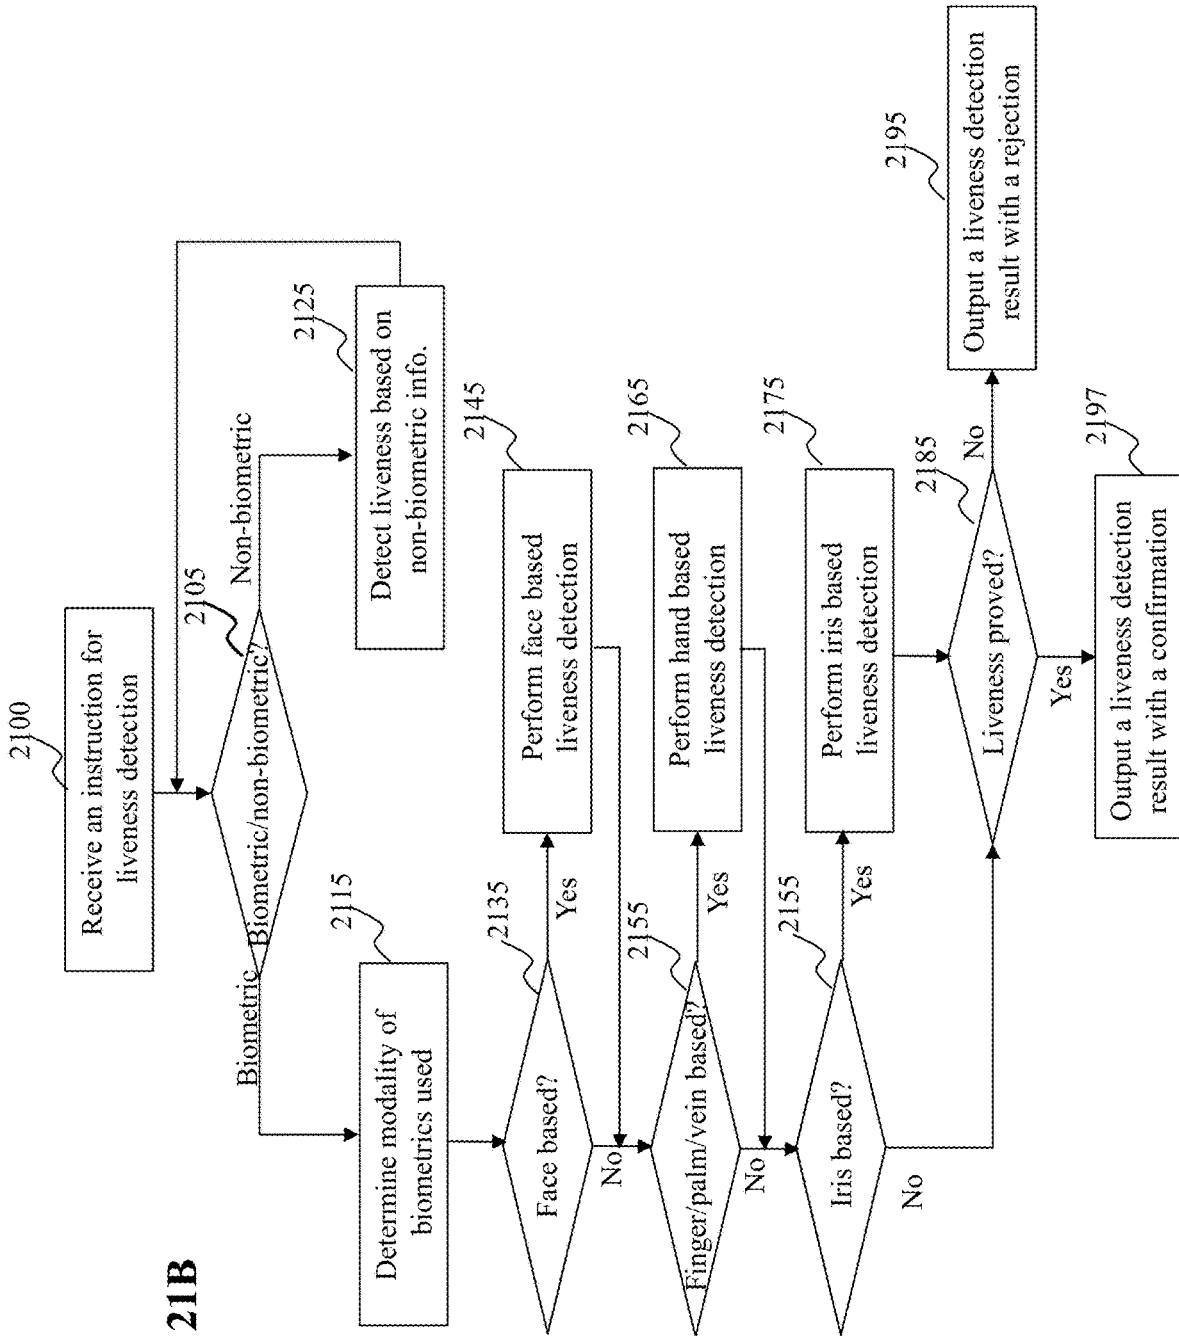 21B
2100
Receive an instruction for
liveness detection
2105
Biometric/non-biometric?
Biometric
Non-biometric
2115
Determine modality of
biometrics used
2125
Detect liveness based on
non-biometric info.
2135
Face based?
Yes
No
2145
Perform face based
liveness detection
2155
Finger/palm/vein based?
Yes
No
2165
Perform hand based
liveness detection
2155
Iris based?
Yes
No
2175
Perform iris based
liveness detection
2185
Liveness proved?
No
Yes
2195
Output a liveness detection
result with a rejection
2197
Output a liveness detection
result with a confirmation